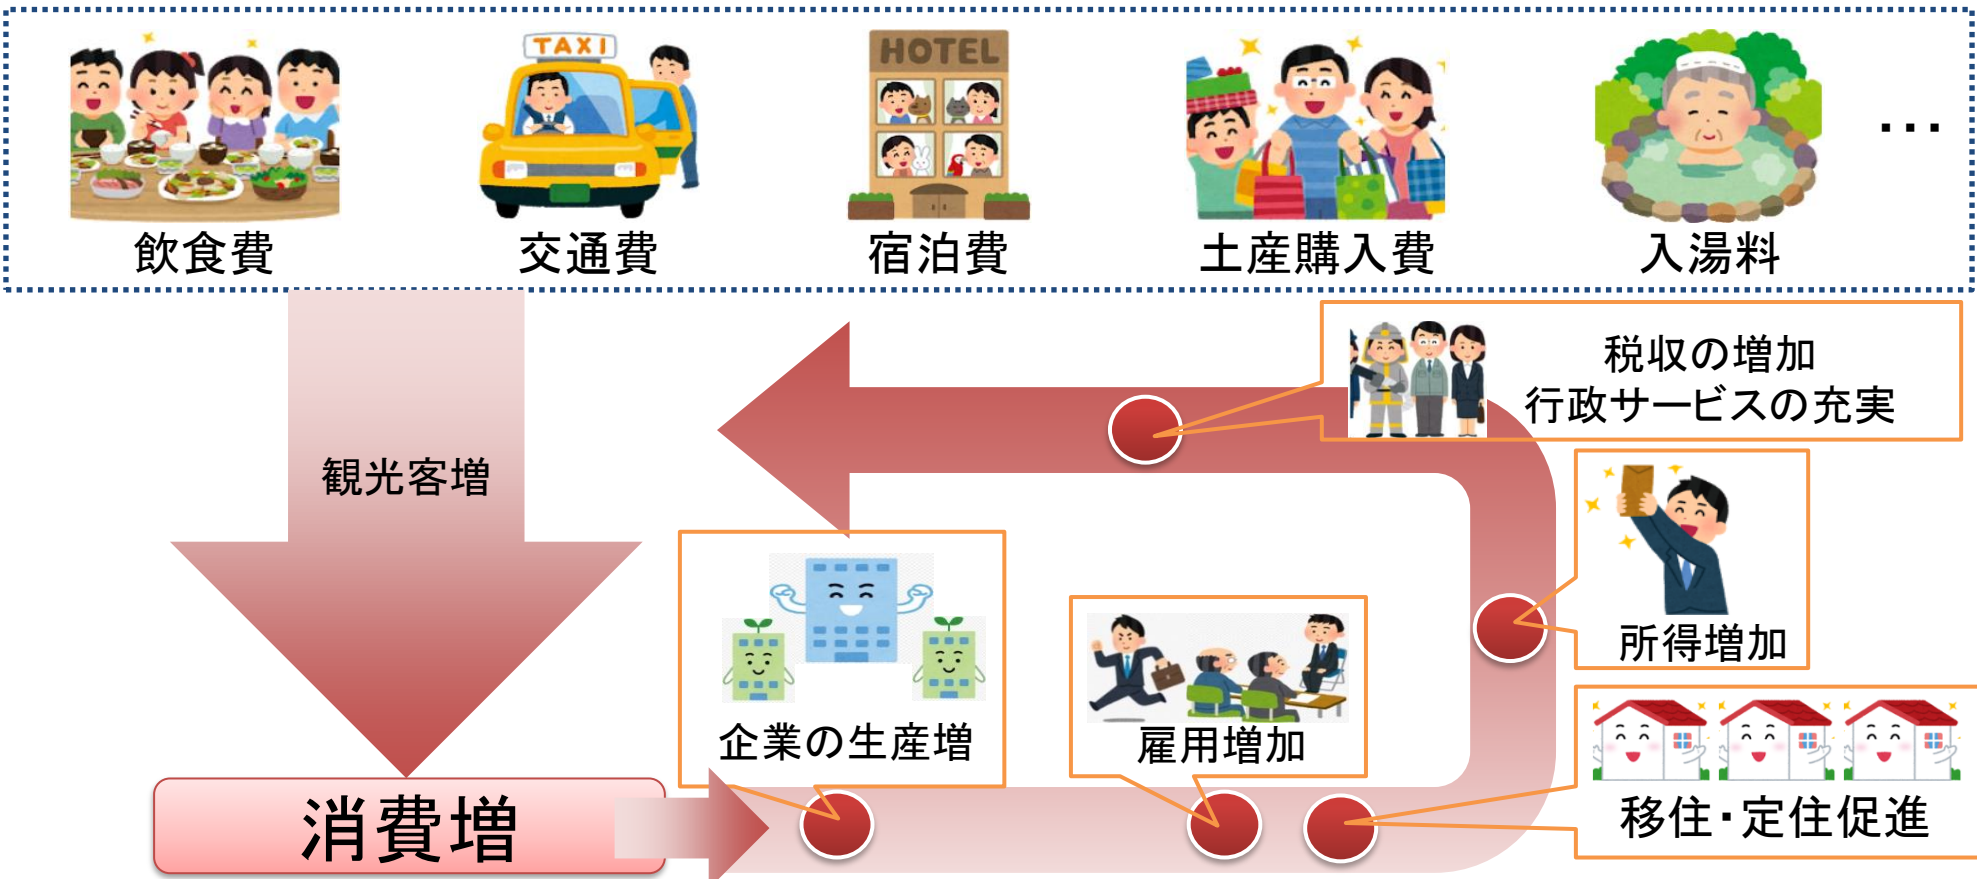 TAXI
HOTEL
飲食費
交通費
宿泊費
土産購入費
入湯料
...
税収の増加
行政サービスの充実
観光客増
所得増加
企業の生産増
雇用増加
移住・定住促進
消費増